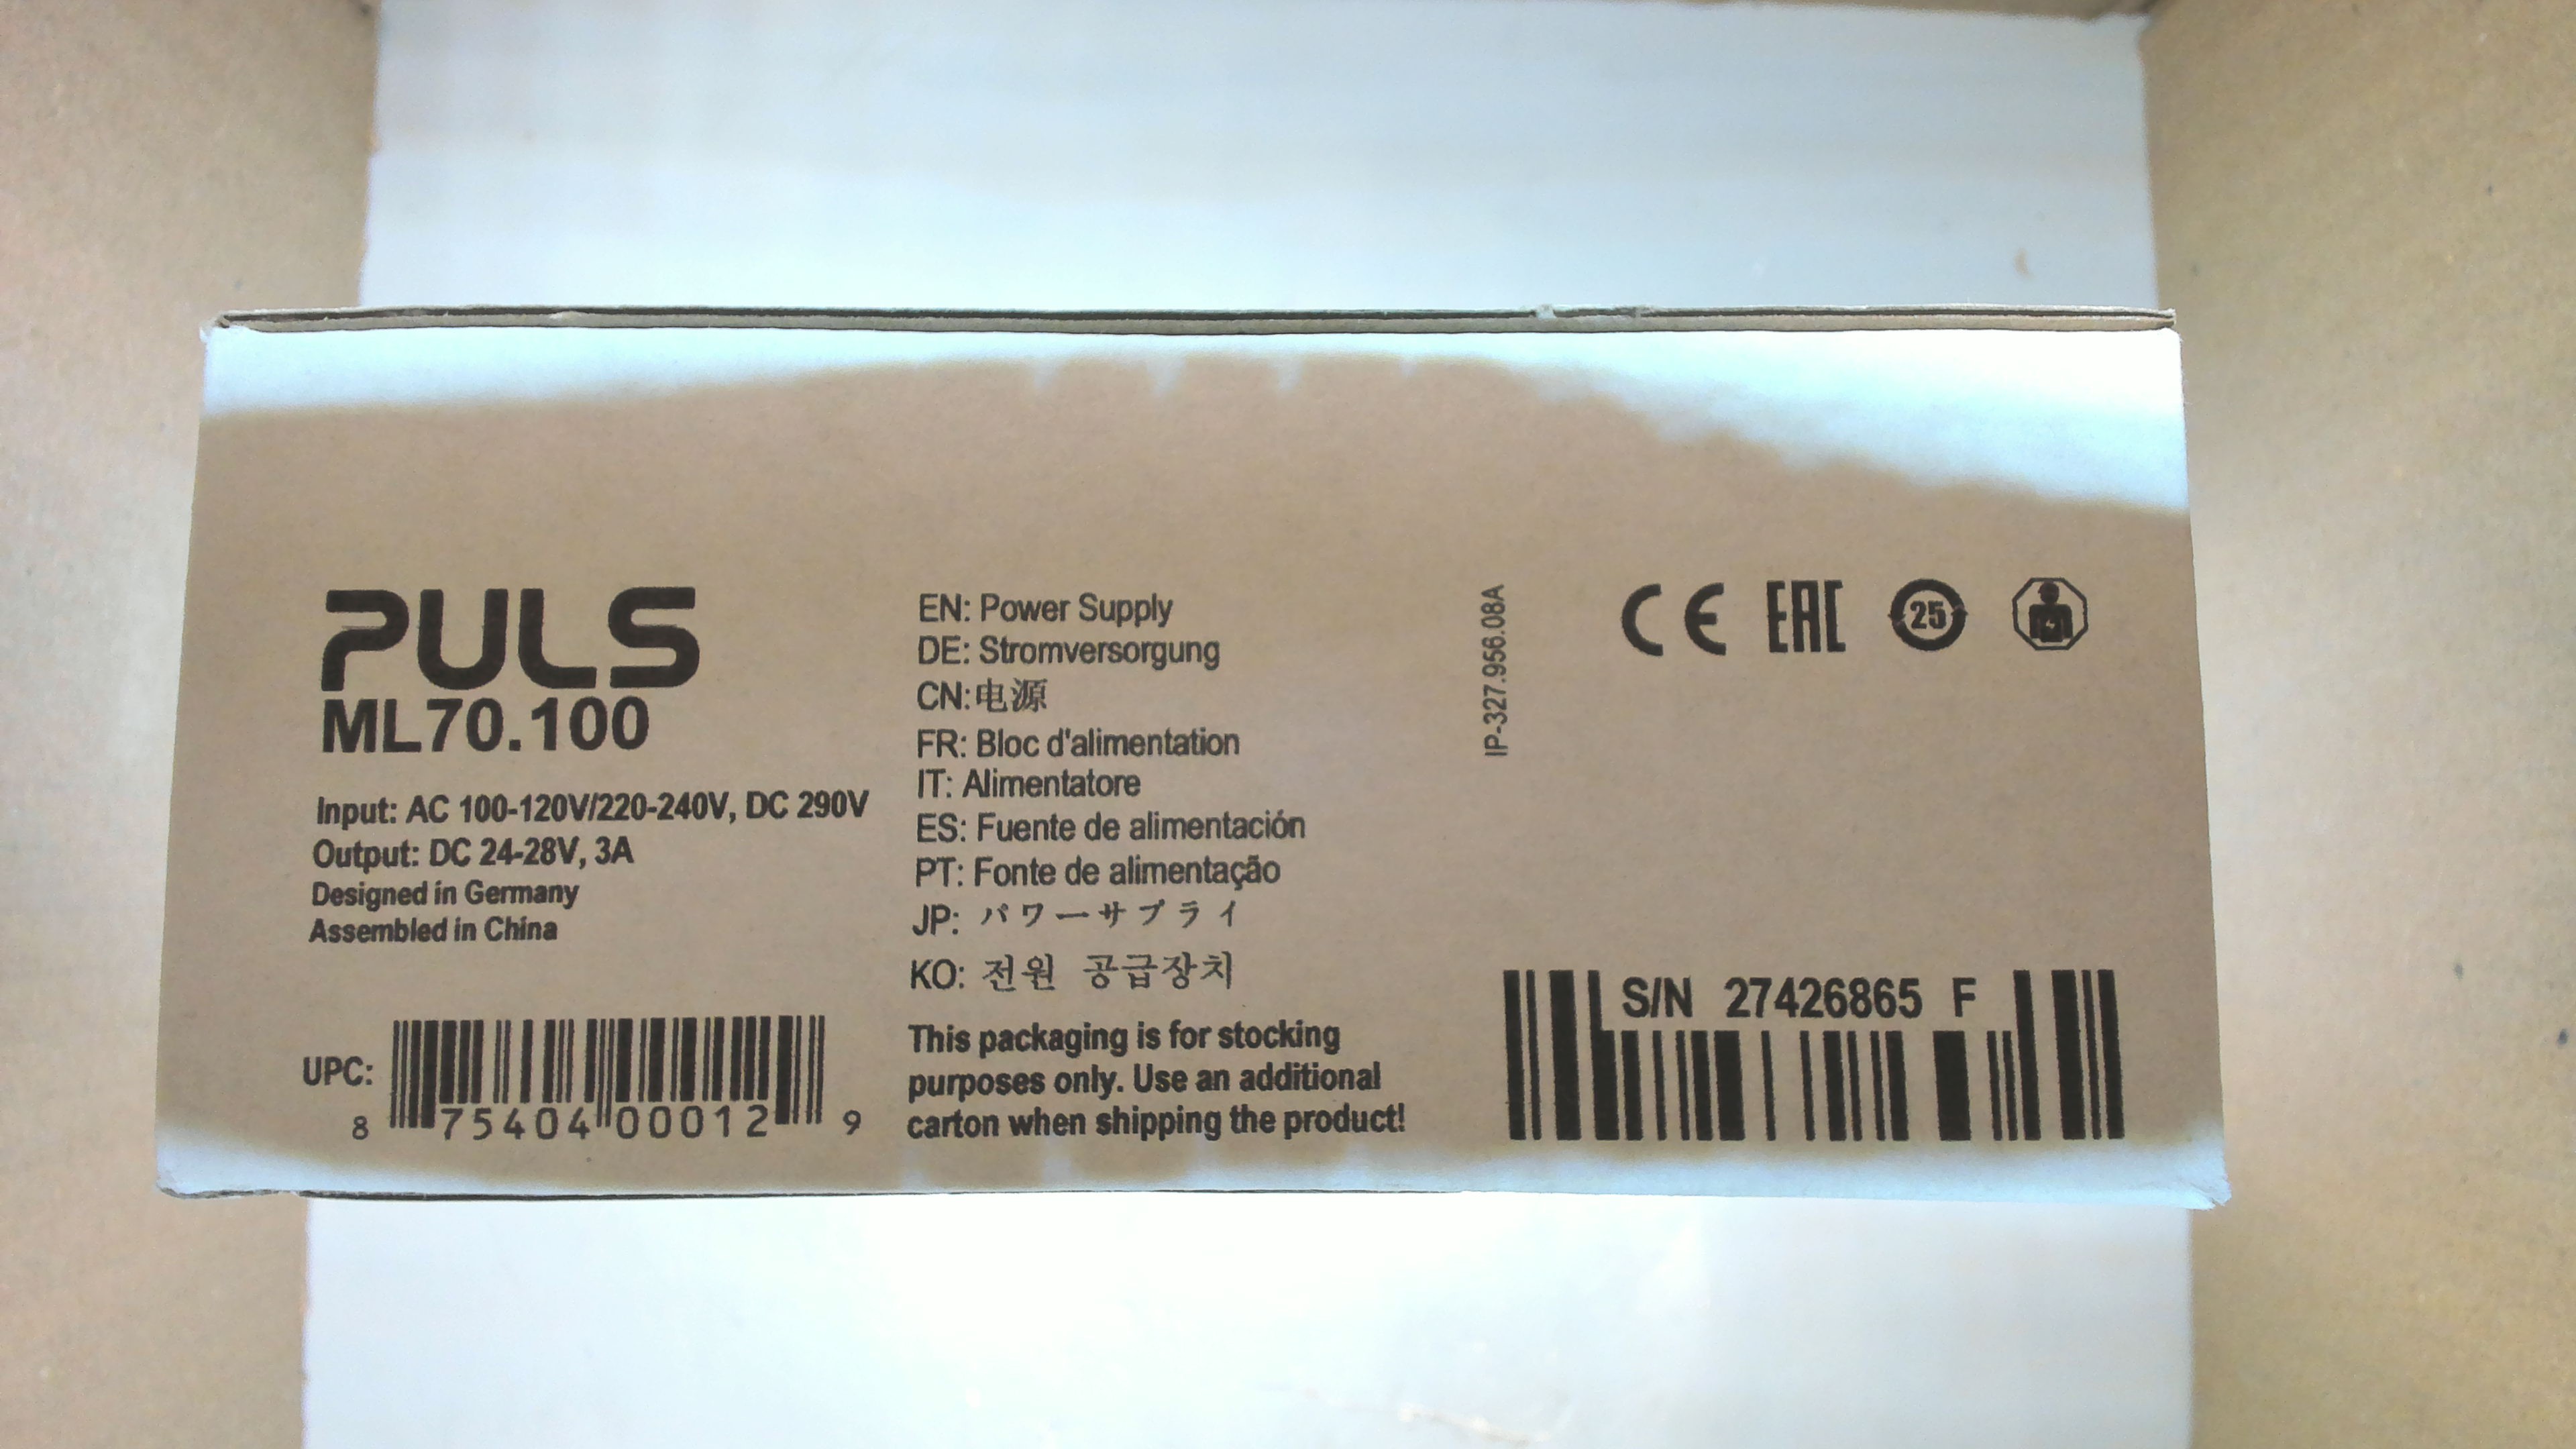 PULS
ML70.100
Input: AC 100-120V/220-240V, DC 290V
Output: DC 24-28V, 3A
Designed in Germany
Assembled in China
UPC:
8 75404 00012 9
EN: Power Supply
DE: Stromversorgung
CN:电源
FR: Bloc d'alimentation
IT: Alimentatore
ES: Fuente de alimentación
PT: Fonte de alimentação
JP: パワーサプライ
KO: 전원 공급장치
This packaging is for stocking
purposes only. Use an additional
carton when shipping the product!
IP-327.956.08A
CE EAC 25
S/N 27426865 F